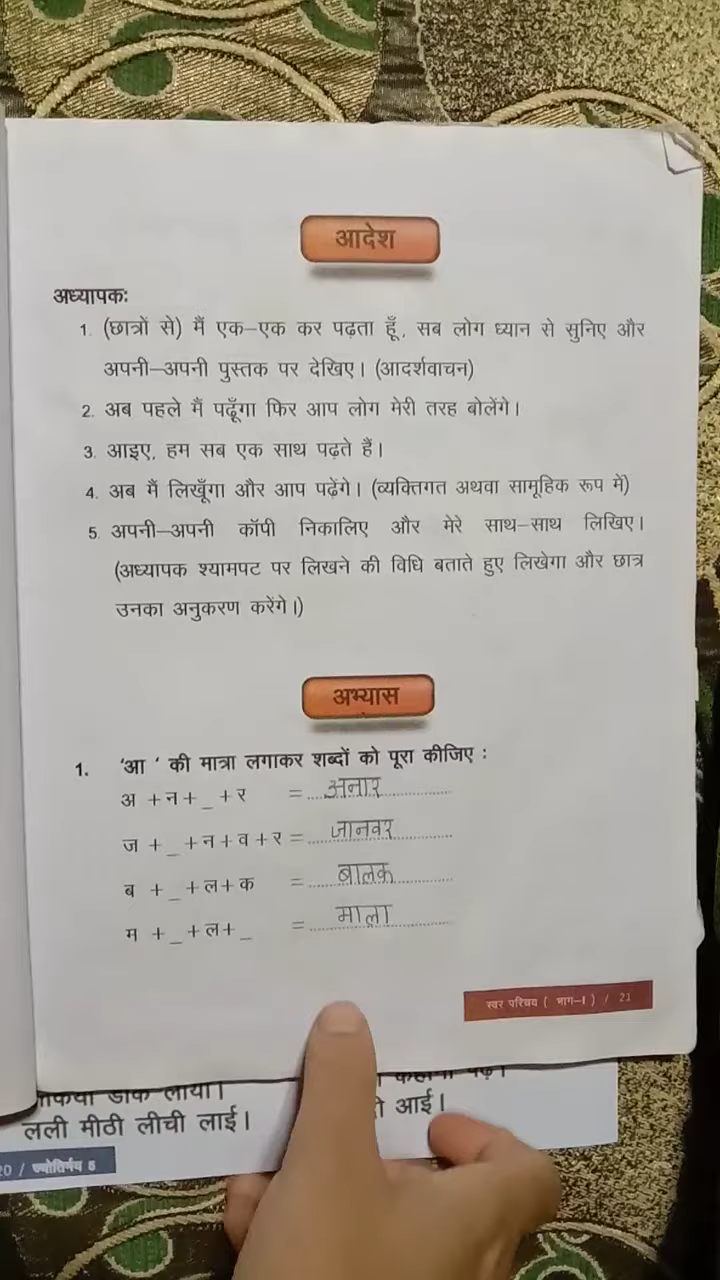 आदेश
अध्यापकः
1. (छात्रों से) मैं एक–एक कर पढ़ता हूँ, सब लोग ध्यान से सुनिए और
अपनी–अपनी पुस्तक पर देखिए। (आदर्शवाचन)
2. अब पहले मैं पढूँगा फिर आप लोग मेरी तरह बोलेंगे।
3. आइए, हम सब एक साथ पढ़ते हैं।
4. अब मैं लिखूँगा और आप पढ़ेंगे। (व्यक्तिगत अथवा सामूहिक रूप में)
5. अपनी–अपनी कॉपी निकालिए और मेरे साथ–साथ लिखिए।
(अध्यापक श्यामपट पर लिखने की विधि बताते हुए लिखेगा और छात्र
उनका अनुकरण करेंगे।)
अभ्यास
1. 'आ ' की मात्रा लगाकर शब्दों को पूरा कीजिए :
अ + न + _ + र = अनार
ज + _ + न + व + र = जानवर
ब + _ + ल + क = बालक
म + _ + ल + _ = माला
स्वर परिचय ( भाग–I ) / 21
डाक लाया।
लली मीठी लीची लाई। आई।
20 / ज्योतिर्मय 5